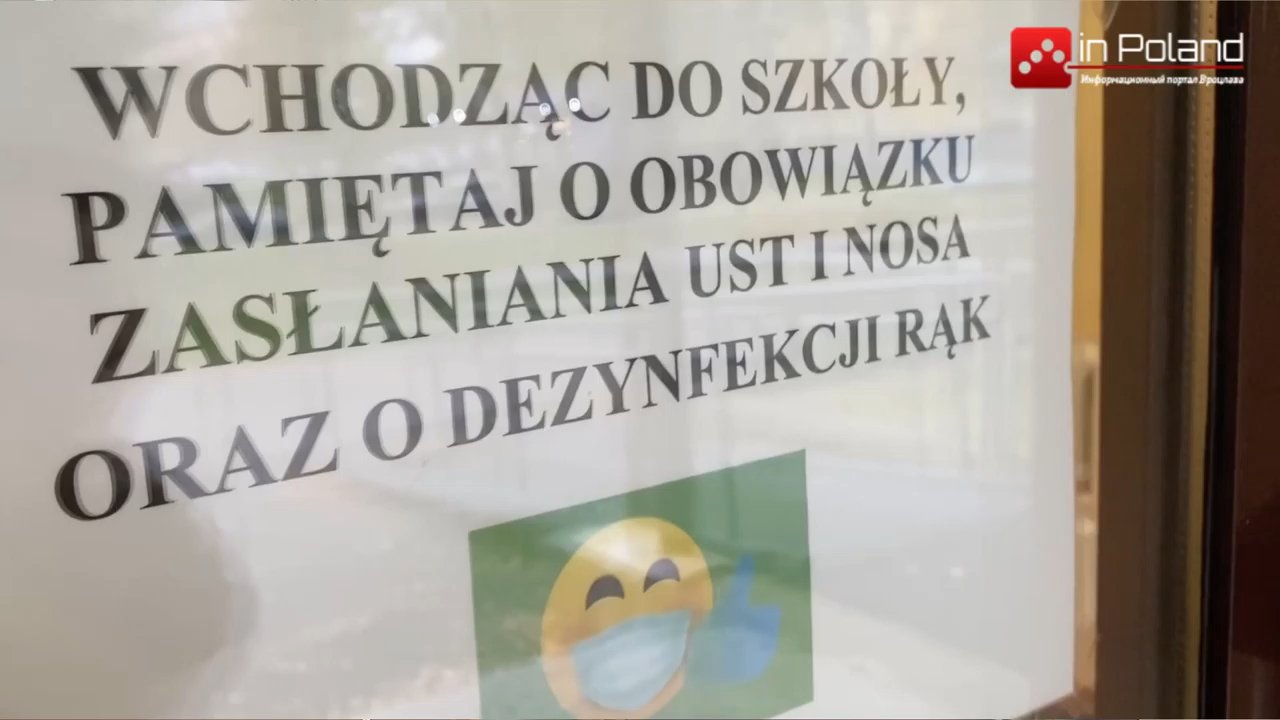 WCHODZĄC DO SZKOŁY,
PAMIĘTAJ O OBOWIĄZKU
ZASŁANIANIA UST I NOSA
ORAZ O DEZYNFEKCJI RĄK
in Poland
Информационный портал Вроцлава